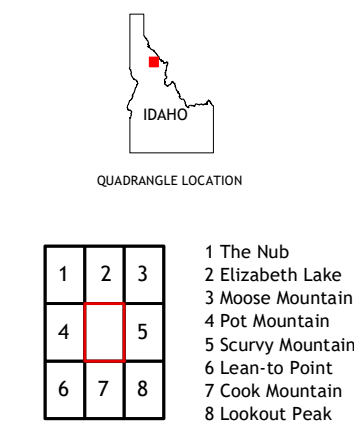 IDAHO
QUADRANGLE LOCATION
1 2 3
4 5
6 7 8
1 The Nub
2 Elizabeth Lake
3 Moose Mountain
4 Pot Mountain
5 Scurvy Mountain
6 Lean-to Point
7 Cook Mountain
8 Lookout Peak